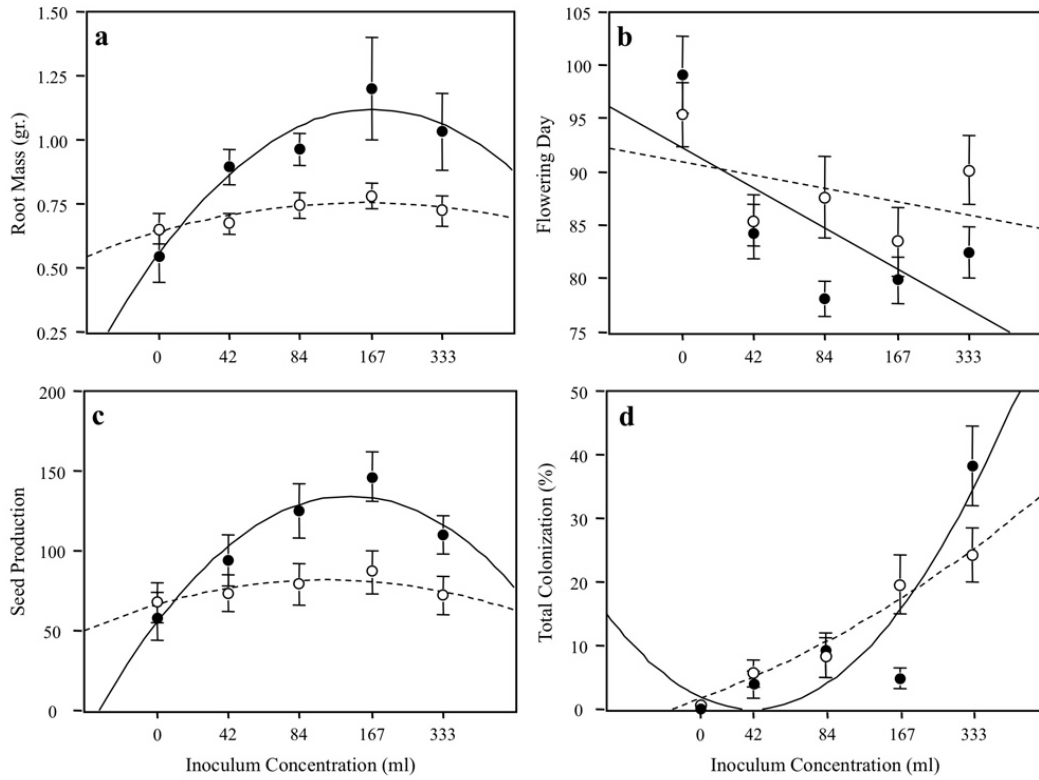 a
Root Mass (gr.)
1.50
1.25
1.00
0.75
0.50
0.25
0 42 84 167 333
b
Flowering Day
105
100
95
90
85
80
75
0 42 84 167 333
c
Seed Production
200
150
100
50
0
0 42 84 167 333
Inoculum Concentration (ml)
d
Total Colonization (%)
50
40
30
20
10
0
0 42 84 167 333
Inoculum Concentration (ml)